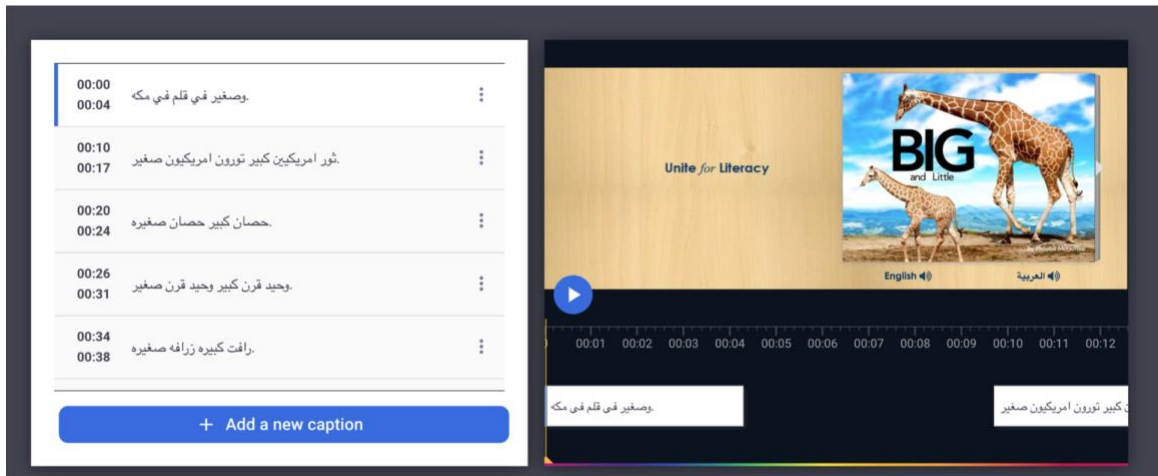 00:00
00:04
وصغير في قلم في مكه.
00:10
00:17
ثور امريكيين كبير تورون امريكيون صغير.
00:20
00:24
حصان كبير حصان صغيره.
00:26
00:31
وحيد قرن كبير وحيد قرن صغير.
00:34
00:38
رافت كبيره زرافه صغيره.
+ Add a new caption
Unite for Literacy
BIG
and Little
English
العربية
00:01 00:02 00:03 00:04 00:05 00:06 00:07 00:08 00:09 00:10 00:11 00:12
وصغير في قلم في مكه.
كبير تورون امريكيون صغير